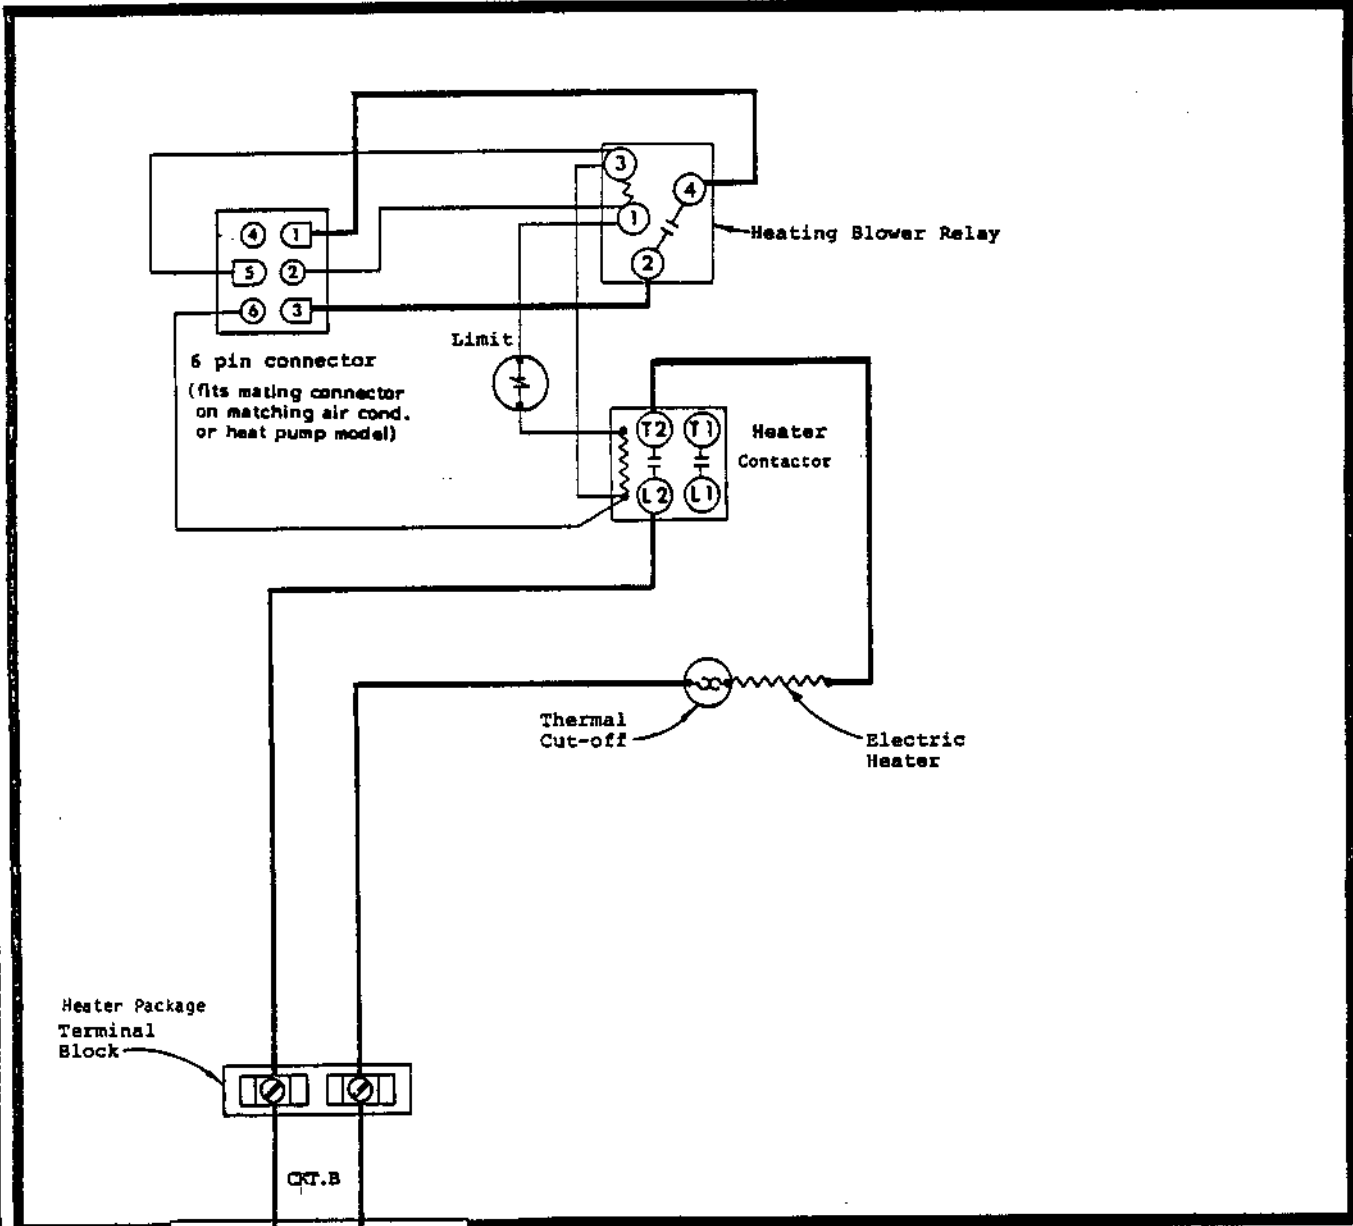 3
4
1
Heating Blower Relay
2
4 1
5 2
6 3
Limit
6 pin connector
(fits mating connector
on matching air cond.
or heat pump model)
T2 T1
L2 L1
Heater
Contactor
Thermal
Cut-off
Electric
Heater
Heater Package
Terminal
Block
CKT.B